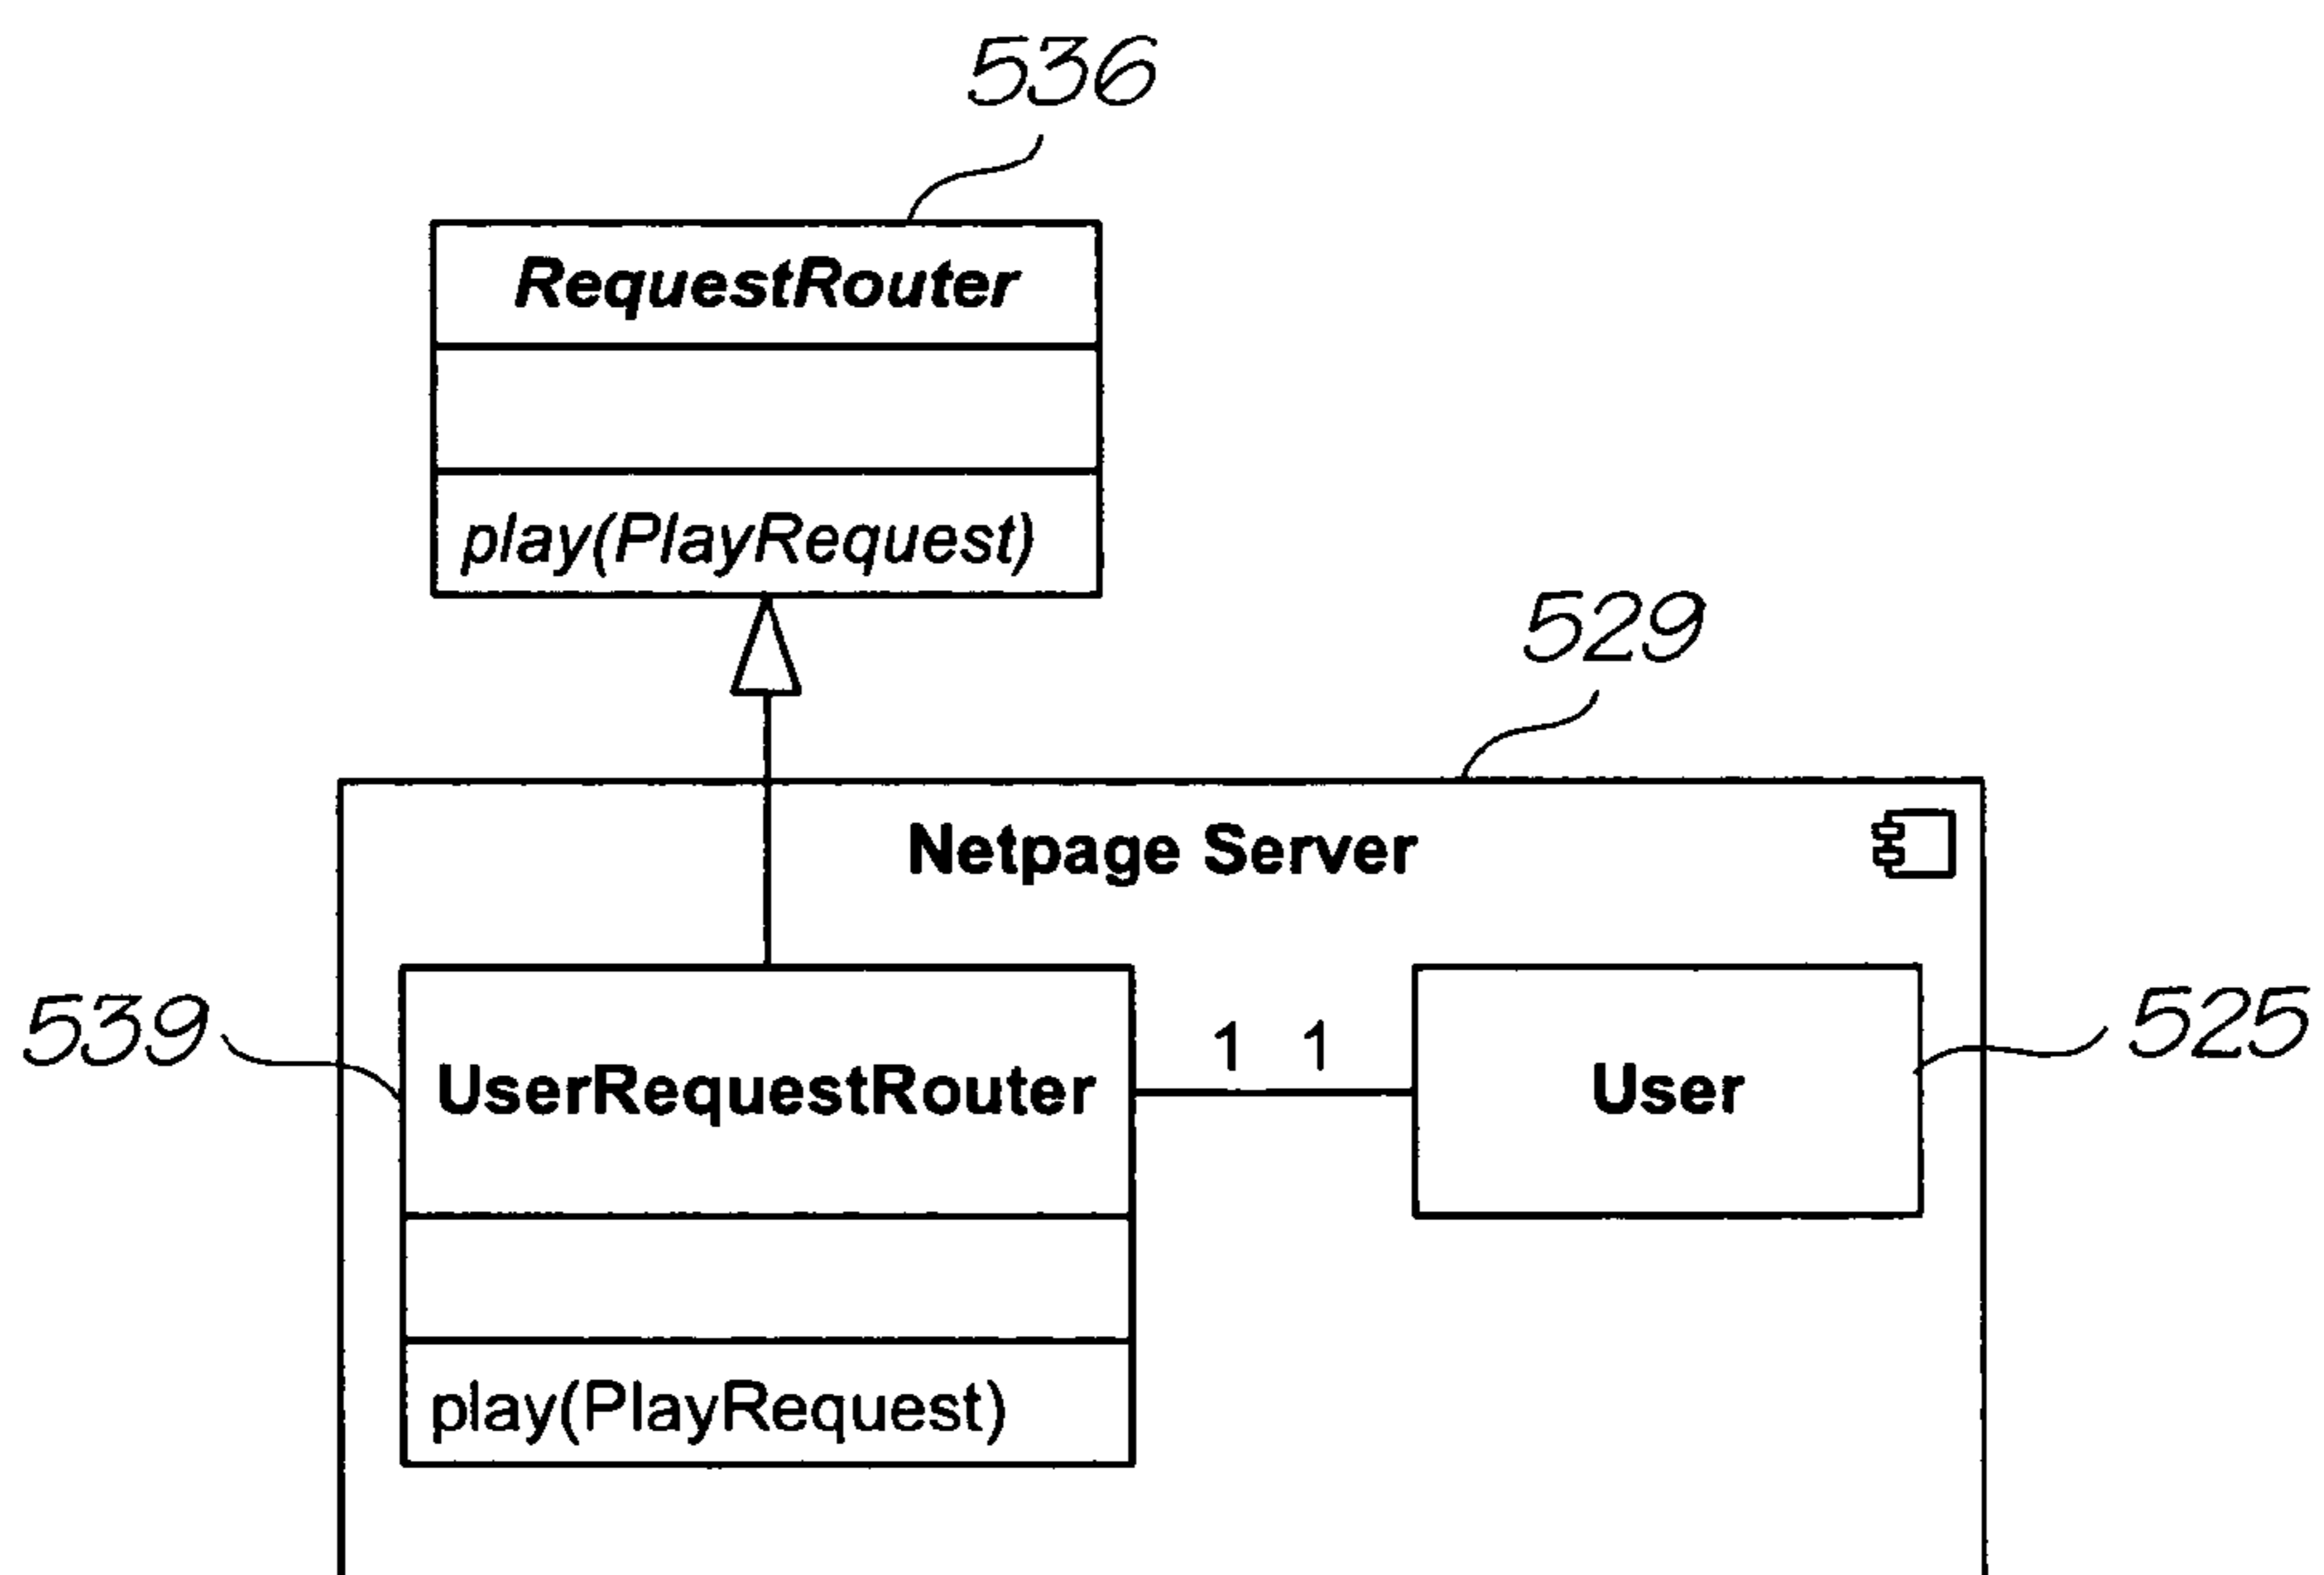 536
RequestRouter
play(PlayRequest)
529
Netpage Server
539
UserRequestRouter
1 1
User
525
play(PlayRequest)